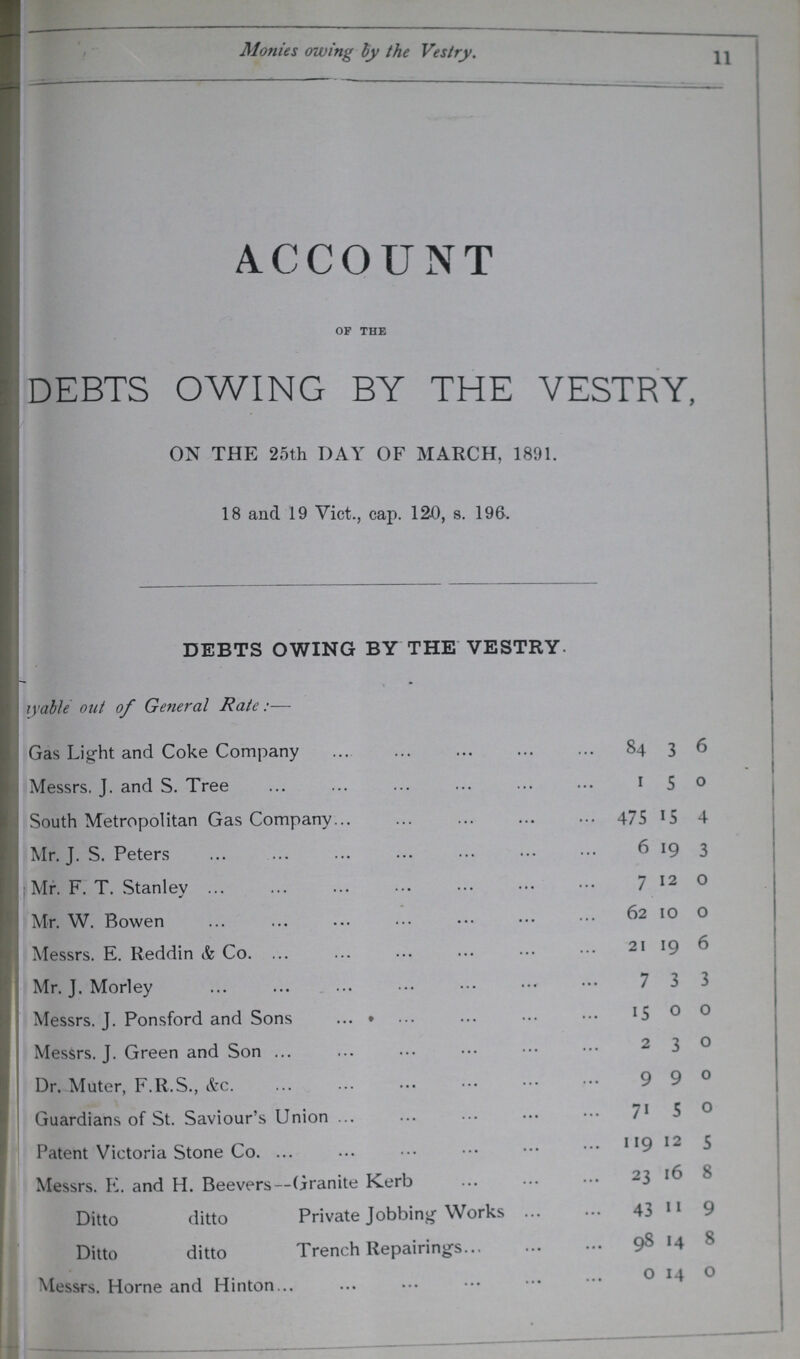 Monies owing by the Vestry. 11
ACCOUNT
OF THE
DEBTS OWING BY THE VESTRY,
ON THE 25th DAY OF MARCH, 1891.
18 and 19 Vict., cap. 120, s. 196.
DEBTS OWING BY THE VESTRY.
yable out of General Rate:—
Gas Light and Coke Company ... ... ... ... ... 84 3 6
Messrs. J. and S. Tree ... ... ... ... ... ... 1 5 0
South Metropolitan Gas Company... ... ... ... ... 475 15 4
Mr. J. S. Peters ... ... ... ... ... ... ... 6 19 3
Mr. F. T. Stanley ... ... ... ... ... ... ... 7 12 0
Mr. W. Bowen ... ... ... ... ... ... ... 62 10 0
Messrs. E. Reddin & Co. ... ... ... ... ... ... 21 19 6
Mr. J. Morley ... ... ... ... ... ... ... 7 3 3
Messrs. J. Ponsford and Sons ... ... ... ... ... 15 0 0
Messrs. J. Green and Son ... ... ... ... ... ... 2 3 0
Dr. Muter, F.R.S., &c. ... ... ... ... ... ... 9 9 0
Guardians of St. Saviour's Union ... ... ... ... ... 71 5 0
Patent Victoria Stone Co. ... ... ... ... ... ... 119 12 5
Messrs. E. and H. Beevers—Granite Kerb ... ... ... 23 16 8
Ditto ditto Private Jobbing Works ... ... 43 11 9
Ditto ditto Trench Repairings... ... ... 98 14 8
Messrs. Horne and Hinton... ... ... ... ... ... 0 14 0